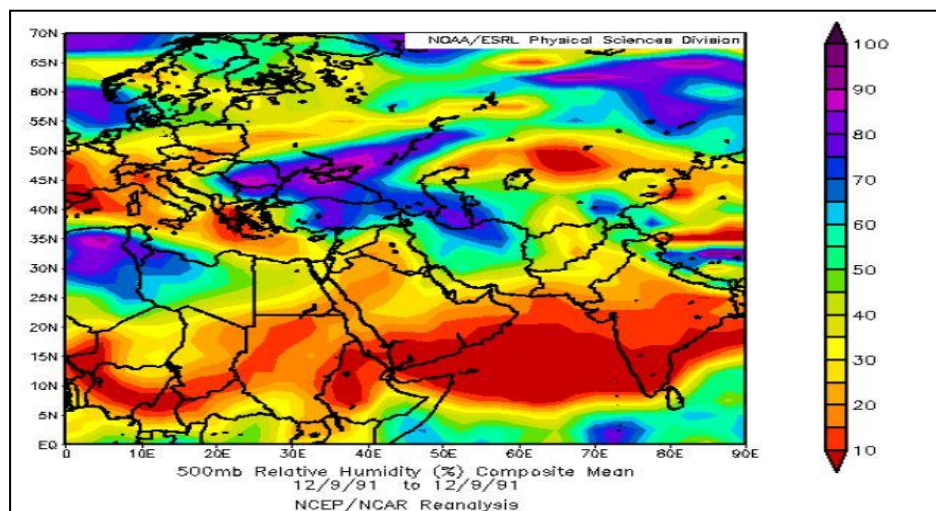 NOAA/ESRL Physical Sciences Division
70N
65N
60N
55N
50N
45N
40N
35N
30N
25N
20N
15N
10N
5N
EQ
0 10E 20E 30E 40E 50E 60E 70E 80E 90E
100
90
80
70
60
50
40
30
20
10
500mb Relative Humidity (%) Composite Mean
12/9/91 to 12/9/91
NCEP/NCAR Reanalysis